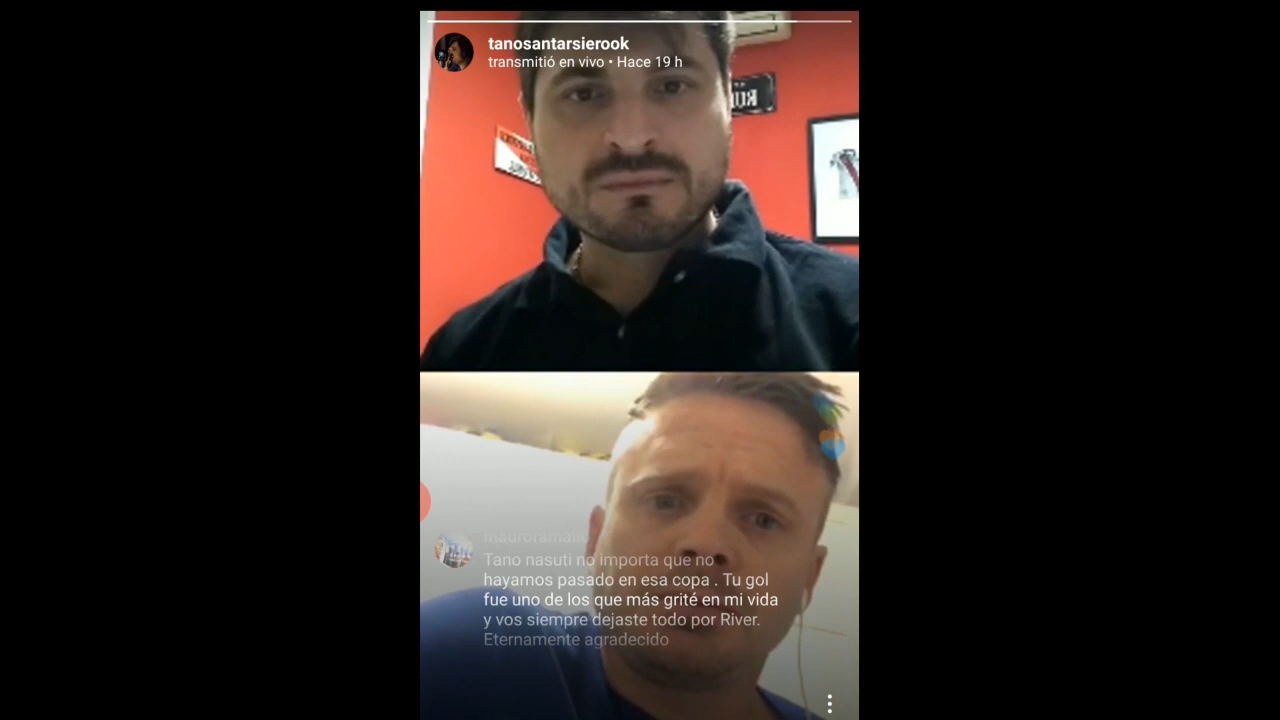 tanosantarsierook
transmitió en vivo • Hace 19 h
mauroramallo
Tano nasuti no importa que no
hayamos pasado en esa copa . Tu gol
fue uno de los que más grité en mi vida
y vos siempre dejaste todo por River.
Eternamente agradecido